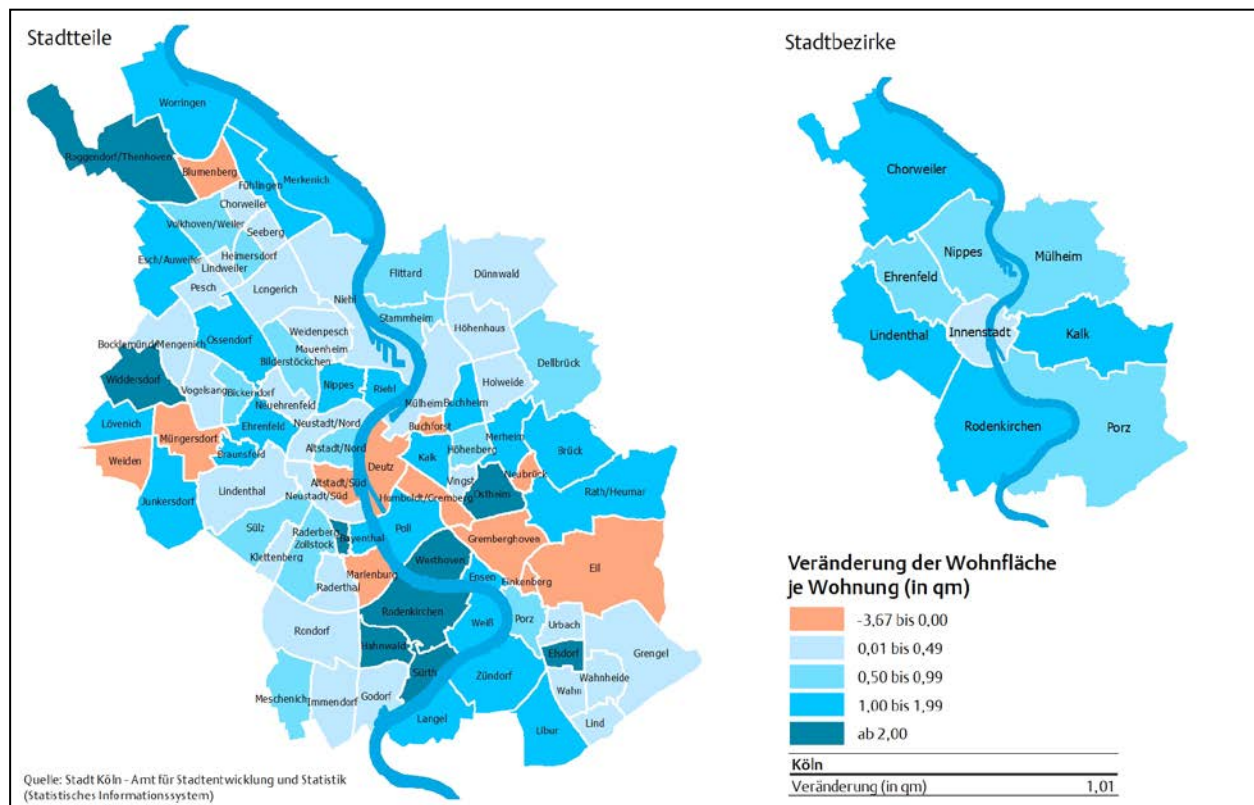 Stadtteile
Worringen
Roggendorf/Thenhoven
Blumenberg
Fühlingen
Merkenich
Chorweiler
Volkhoven/Weiler
Seeberg
Heimersdorf
Esch/Auweiler
Lindweiler
Pesch
Longerich
Niehl
Flittard
Dünnwald
Stammheim
Höhenhaus
Weidenpesch
Mauenheim
Bocklemünd/
Mengenich
Ossendorf
Bilderstöckchen
Dellbrück
Widdersdorf
Vogelsang
Bickendorf
Nippes
Riehl
Holweide
Neuehrenfeld
Mülheim
Buchheim
Lövenich
Müngersdorf
Ehrenfeld
Neustadt/Nord
Buchforst
Merheim
Brück
Weiden
Braunsfeld
Altstadt/Nord
Deutz
Kalk
Höhenberg
Vingst
Neubrück
Junkersdorf
Lindenthal
Altstadt/Süd
Neustadt/Süd
Humboldt/Gremberg
Ostheim
Rath/Heumar
Sülz
Raderberg
Zollstock
Bayenthal
Poll
Gremberghoven
Klettenberg
Raderthal
Marienburg
Westhoven
Ensen
Finkenberg
Eil
Rondorf
Rodenkirchen
Weiß
Porz
Urbach
Hahnwald
Elsdorf
Grengel
Sürth
Zündorf
Wahn
Wahnheide
Meschenich
Immendorf
Godorf
Langel
Libur
Lind
Quelle: Stadt Köln - Amt für Stadtentwicklung und Statistik
(Statistisches Informationssystem)
Stadtbezirke
Chorweiler
Nippes
Mülheim
Ehrenfeld
Lindenthal
Innenstadt
Kalk
Rodenkirchen
Porz
Veränderung der Wohnfläche
je Wohnung (in qm)
-3,67 bis 0,00
0,01 bis 0,49
0,50 bis 0,99
1,00 bis 1,99
ab 2,00
Köln
Veränderung (in qm) 1,01